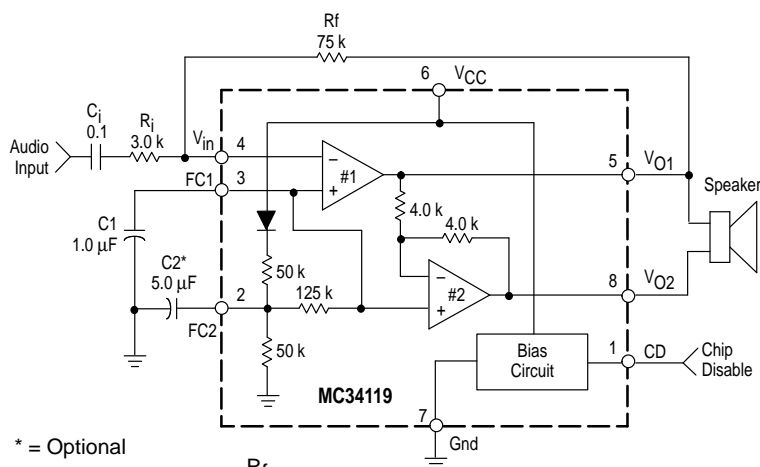 Rf
75 k
6
VCC
Ci
0.1
Ri
3.0 k
Vin
4
Audio
Input
FC1
3
−
+
#1
5
VO1
Speaker
4.0 k
4.0 k
C1
1.0 µF
C2*
5.0 µF
50 k
125 k
−
+
#2
8
VO2
2
FC2
50 k
Bias
Circuit
1
CD
Chip
Disable
MC34119
7
Gnd
* = Optional
Rf